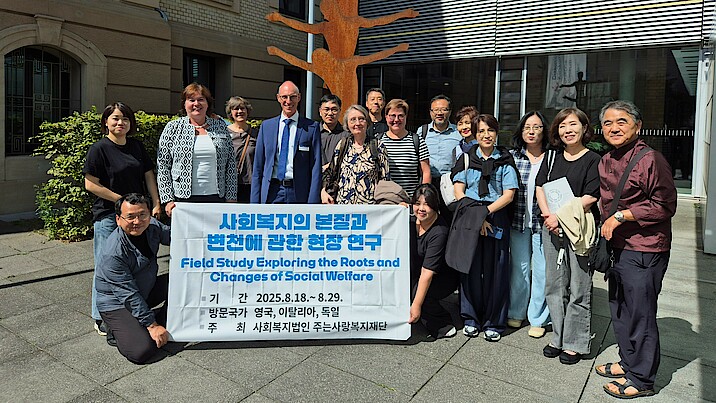 사회복지의 본질과
변천에 관한 현장 연구
Field Study Exploring the Roots and
Changes of Social Welfare
■ 기 간 2025.8.18.~ 8.29.
■ 방문국가 영국, 이탈리아, 독일
■ 주 최 사회복지법인 주는사랑복지재단